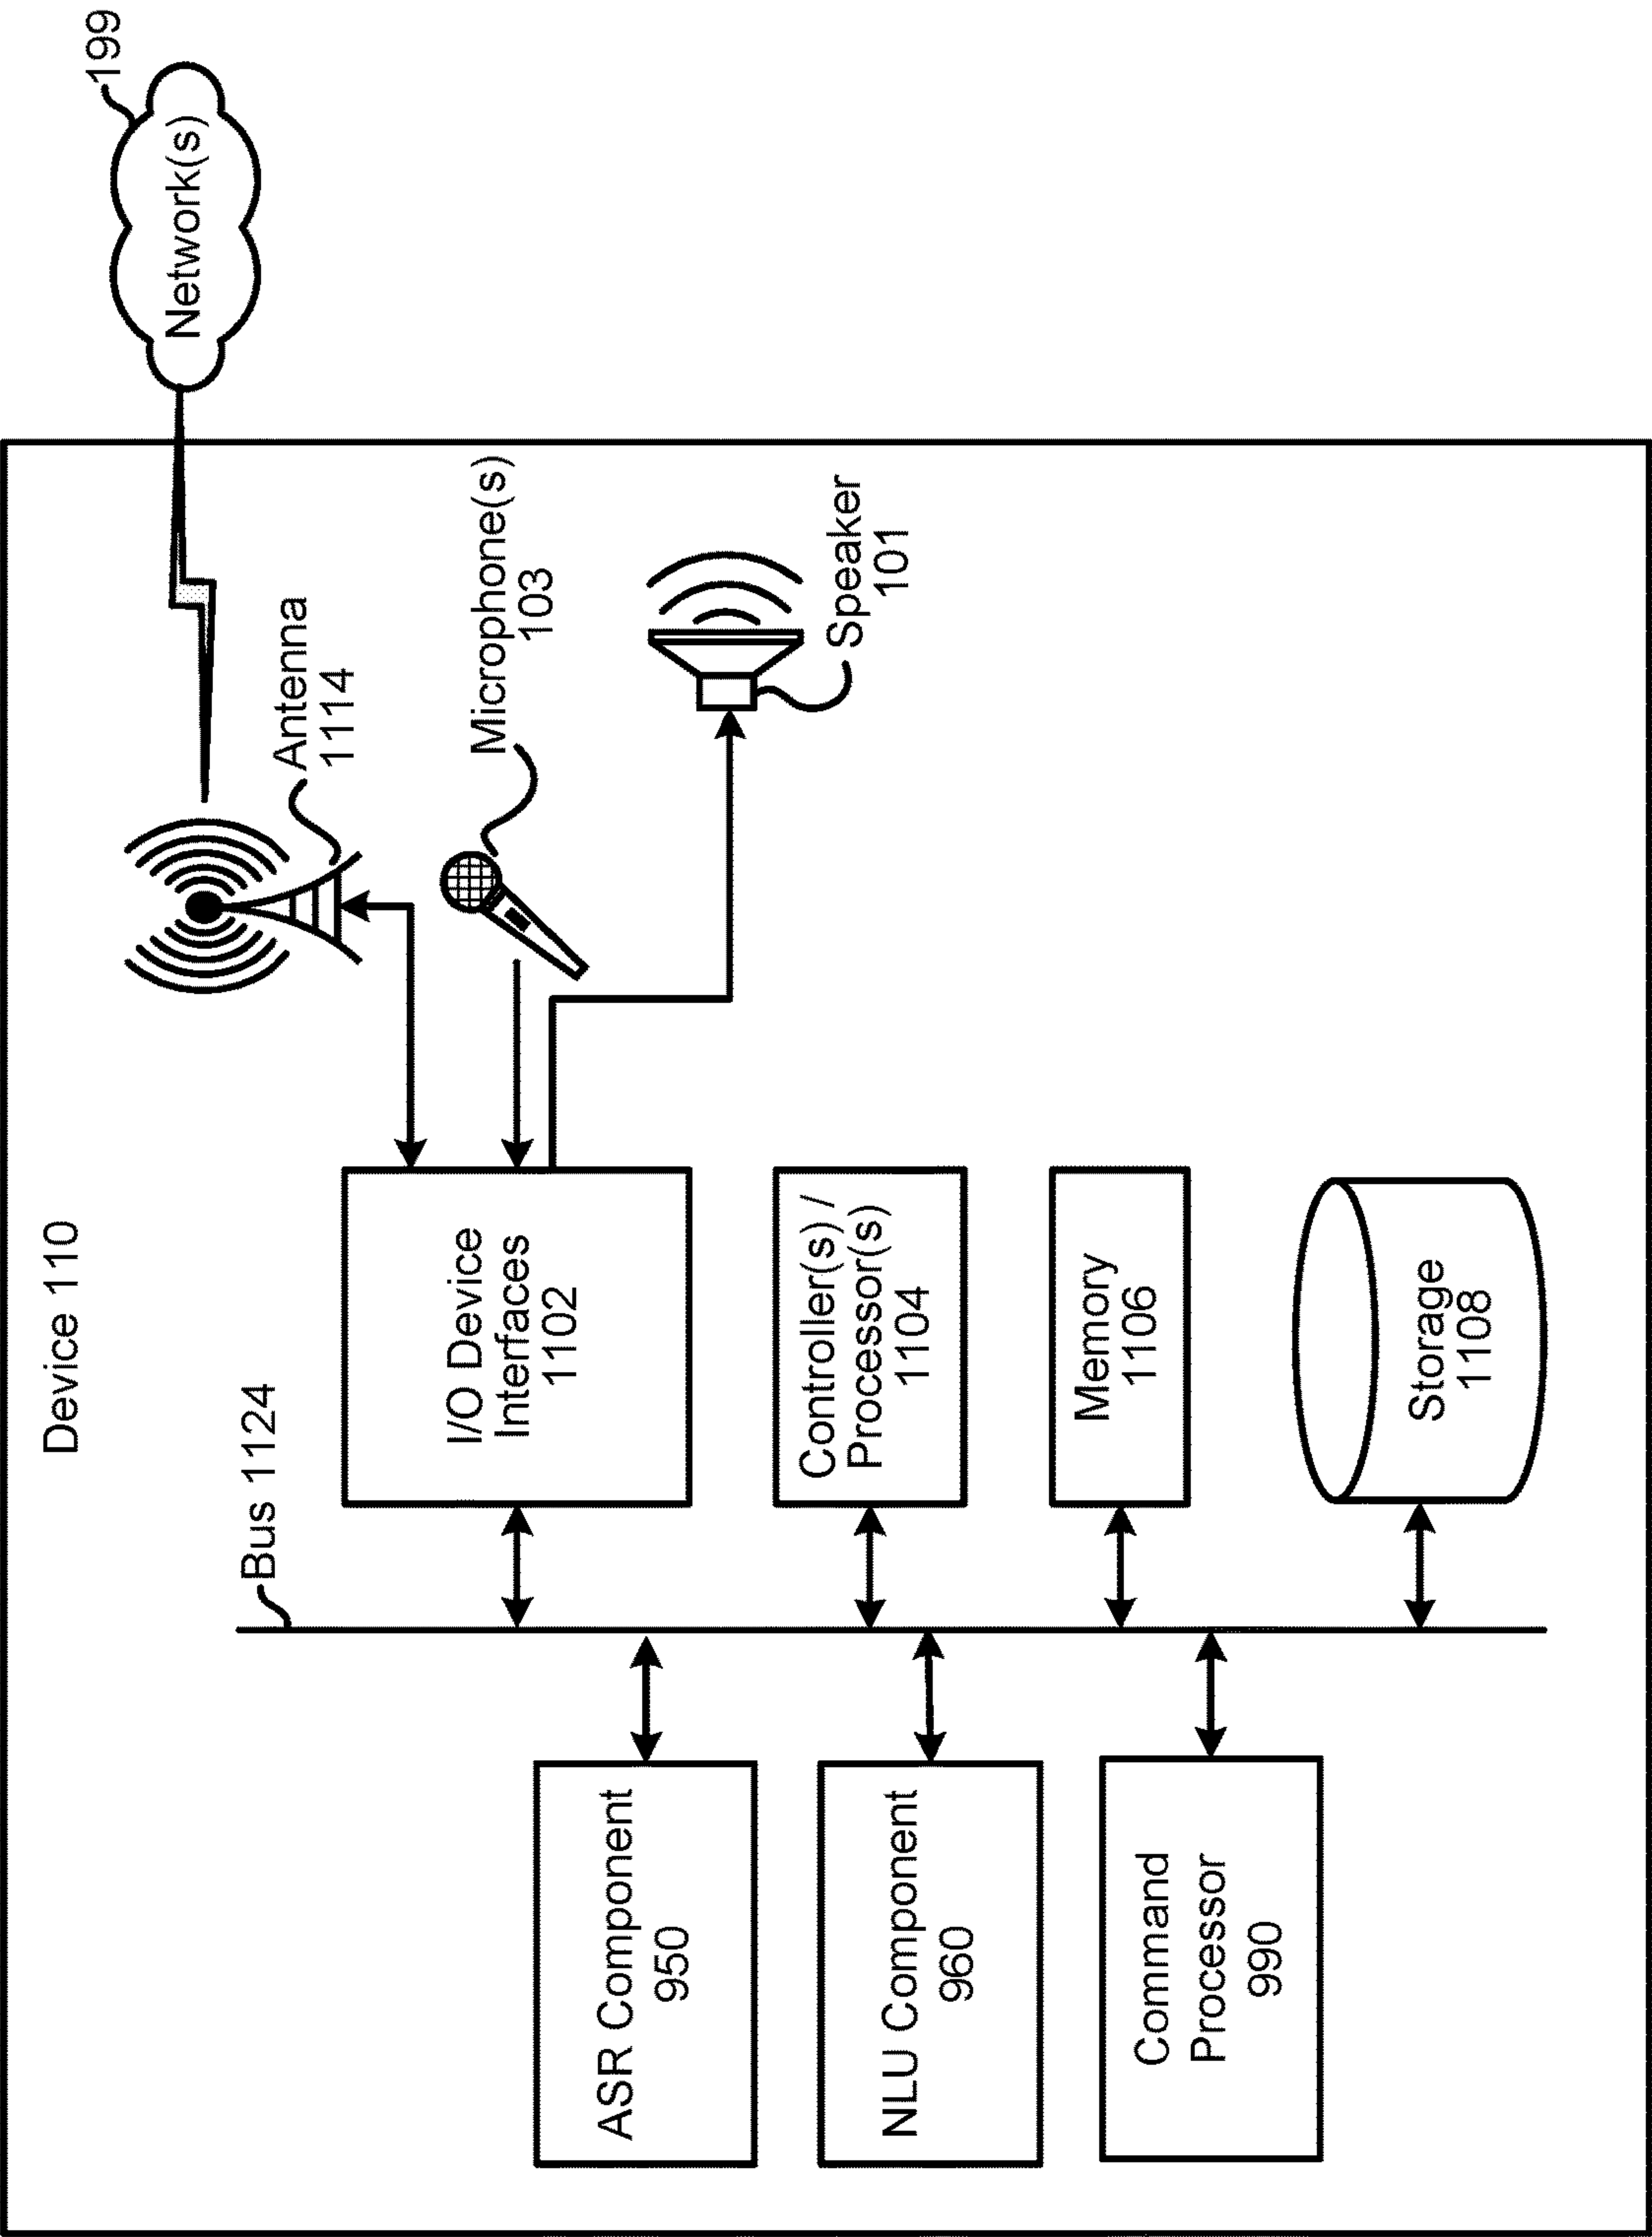 Device 110
Bus 1124
ASR Component
950
NLU Component
960
Command
Processor
990
I/O Device
Interfaces
1102
Controller(s) /
Processor(s)
1104
Memory
1106
Storage
1108
Antenna
1114
Microphone(s)
103
Speaker
101
Network(s)
199